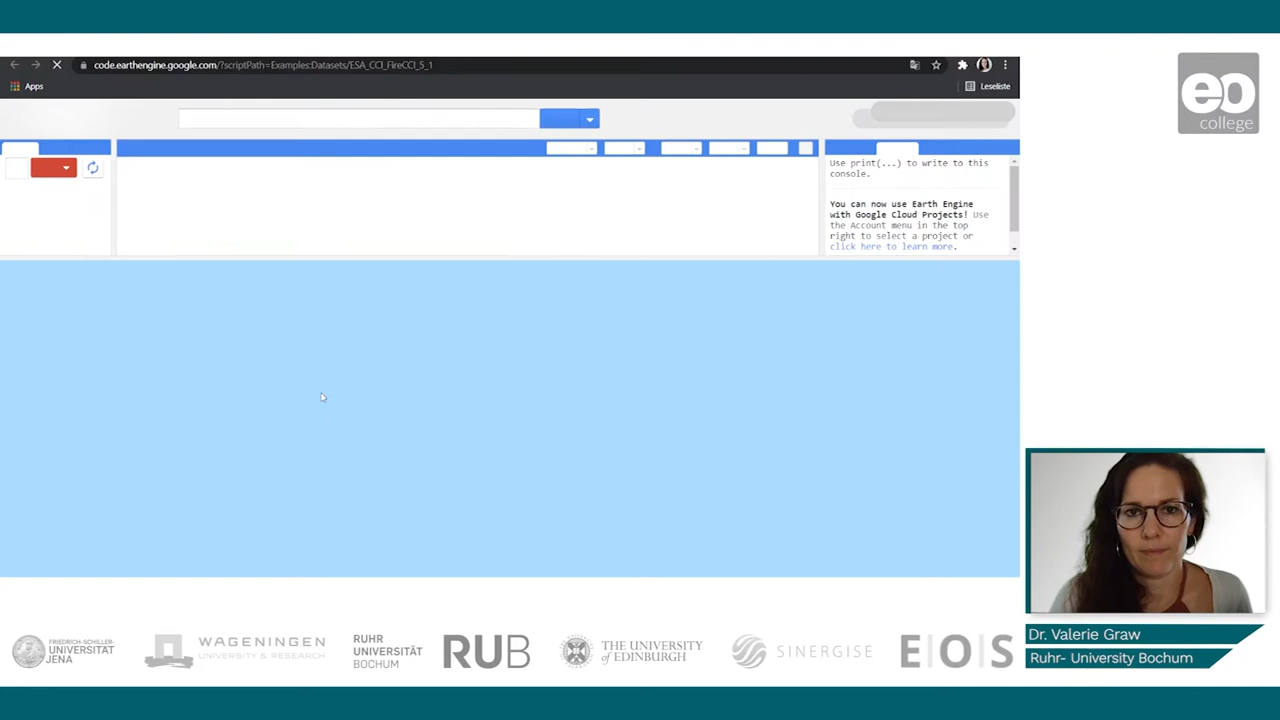 code.earthengine.google.com/?scriptPath=Examples:Datasets/ESA_CCI_FireCCI_5_1
Apps
Leseliste
eo
college
Use print(...) to write to this
console.
You can now use Earth Engine
with Google Cloud Projects! Use
the Account menu in the top
right to select a project or
click here to learn more.
Dr. Valerie Graw
Ruhr- University Bochum
FRIEDRICH-SCHILLER-
UNIVERSITÄT
JENA
WAGENINGEN
UNIVERSITY & RESEARCH
RUHR
UNIVERSITÄT
BOCHUM
RUB
THE UNIVERSITY
of EDINBURGH
SINERGISE
E|O|S